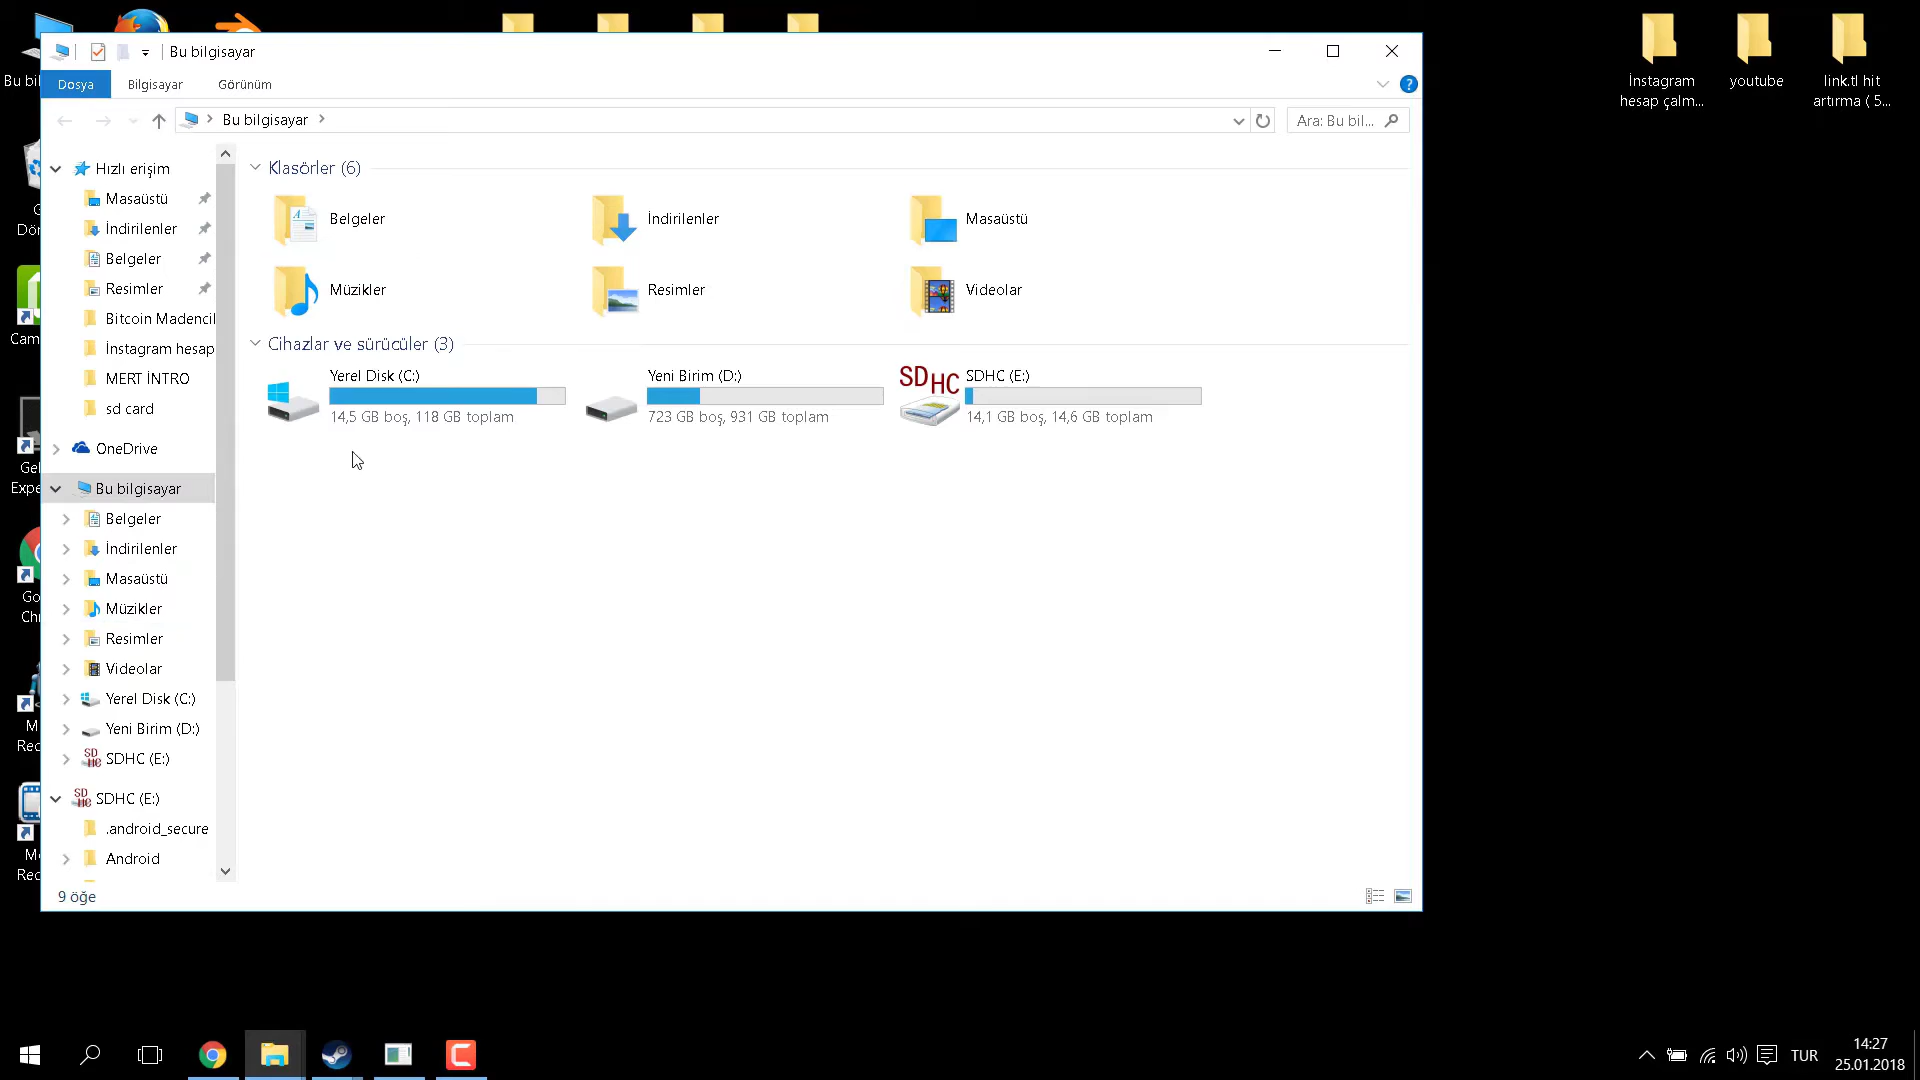 Bu bilgisayar
Dosya
Bilgisayar
Görünüm
?
Bu bilgisayar
Ara: Bu bil...
Hızlı erişim
Masaüstü
İndirilenler
Belgeler
Resimler
Bitcoin Madencil
İnstagram hesap
MERT İNTRO
sd card
OneDrive
Bu bilgisayar
Belgeler
İndirilenler
Masaüstü
Müzikler
Resimler
Videolar
Yerel Disk (C:)
Yeni Birim (D:)
SDHC (E:)
SDHC (E:)
.android_secure
Android
Klasörler (6)
Belgeler
İndirilenler
Masaüstü
Müzikler
Resimler
Videolar
Cihazlar ve sürücüler (3)
Yerel Disk (C:)
14,5 GB boş, 118 GB toplam
Yeni Birim (D:)
723 GB boş, 931 GB toplam
SDHC
SDHC (E:)
14,1 GB boş, 14,6 GB toplam
9 öğe
İnstagram
hesap çalm...
youtube
link.tl hit
artırma ( 5...
Bu bil
Dön
Cam
Expe
TUR
14:27
25.01.2018